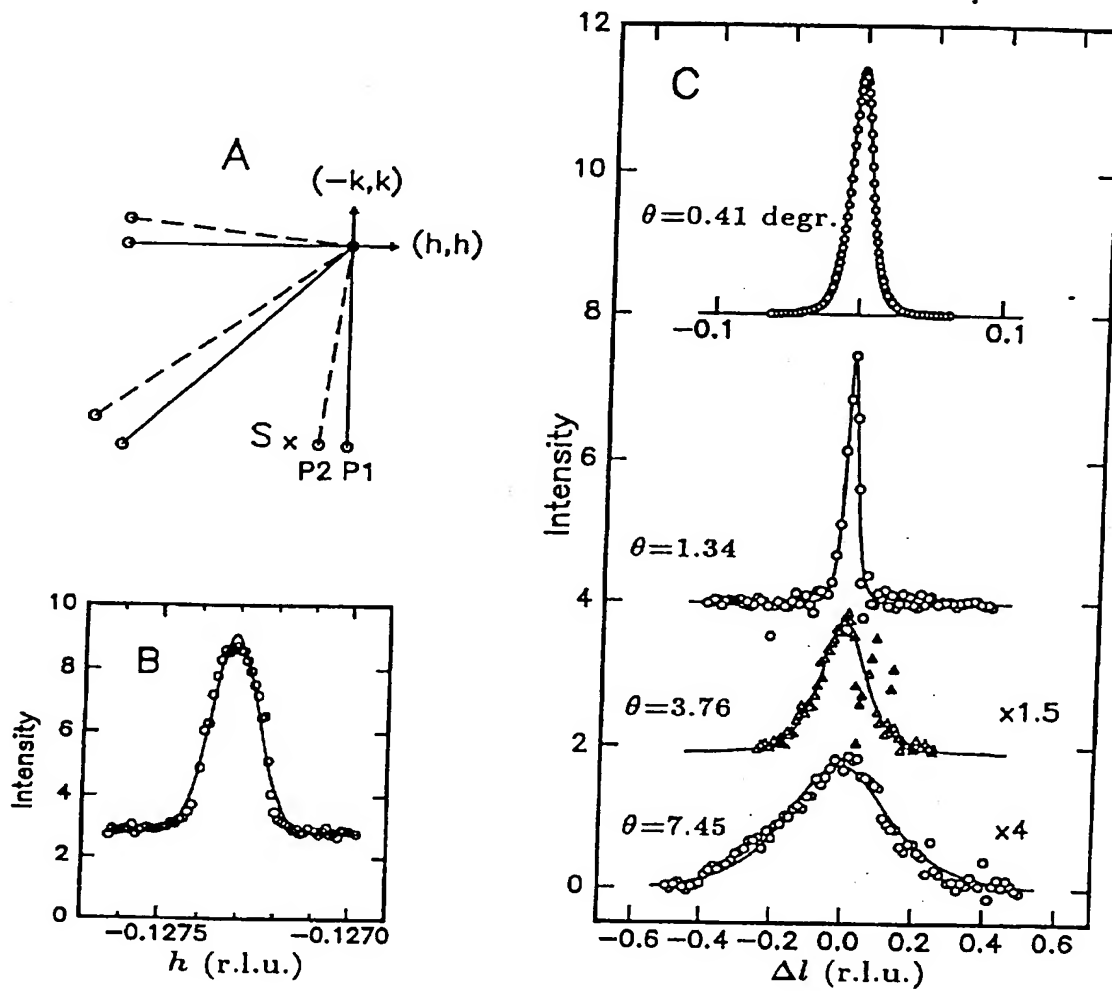 A
(−k,k)
(h,h)
S ×
P2 P1
B
10
8
6
4
2
0
Intensity
−0.1275
−0.1270
h (r.l.u.)
C
12
10
8
6
4
2
0
Intensity
θ=0.41 degr.
−0.1
0.1
θ=1.34
θ=3.76
×1.5
θ=7.45
×4
−0.6 −0.4 −0.2 0.0 0.2 0.4 0.6
Δl (r.l.u.)